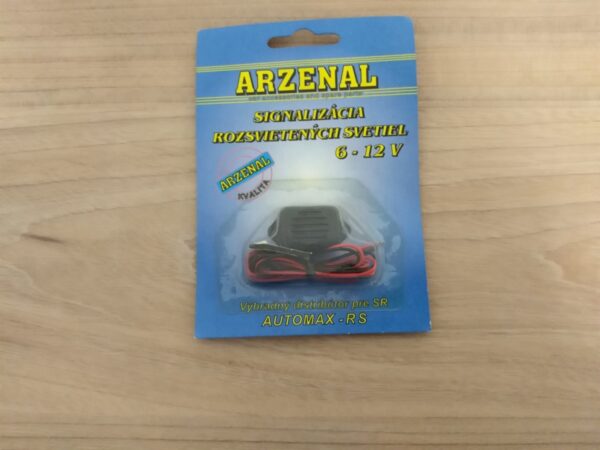 ARZENAL
car accessories and spare parts
SIGNALIZÁCIA
ROZSVIETENÝCH SVETIEL
6 - 12 V
ARZENAL
KVALITA
Výhradný distribútor pre SR
AUTOMAX - RS